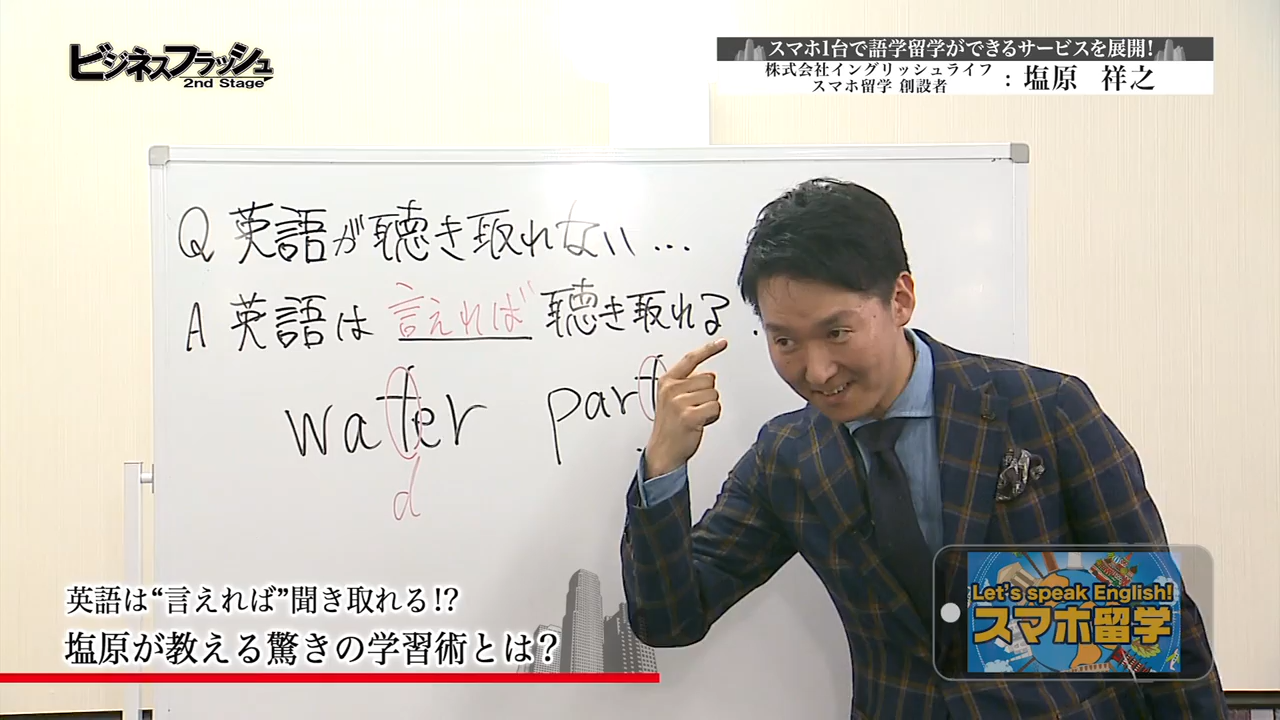 ビジネスフラッシュ
2nd Stage
スマホ1台で語学留学ができるサービスを展開!
株式会社イングリッシュライフ
スマホ留学 創設者
: 塩原 祥之
Q 英語が聴き取れない...
A 英語は 言えれば 聴き取れる.
water part
d
英語は“言えれば”聞き取れる!?
塩原が教える驚きの学習術とは?
Let's speak English!
スマホ留学